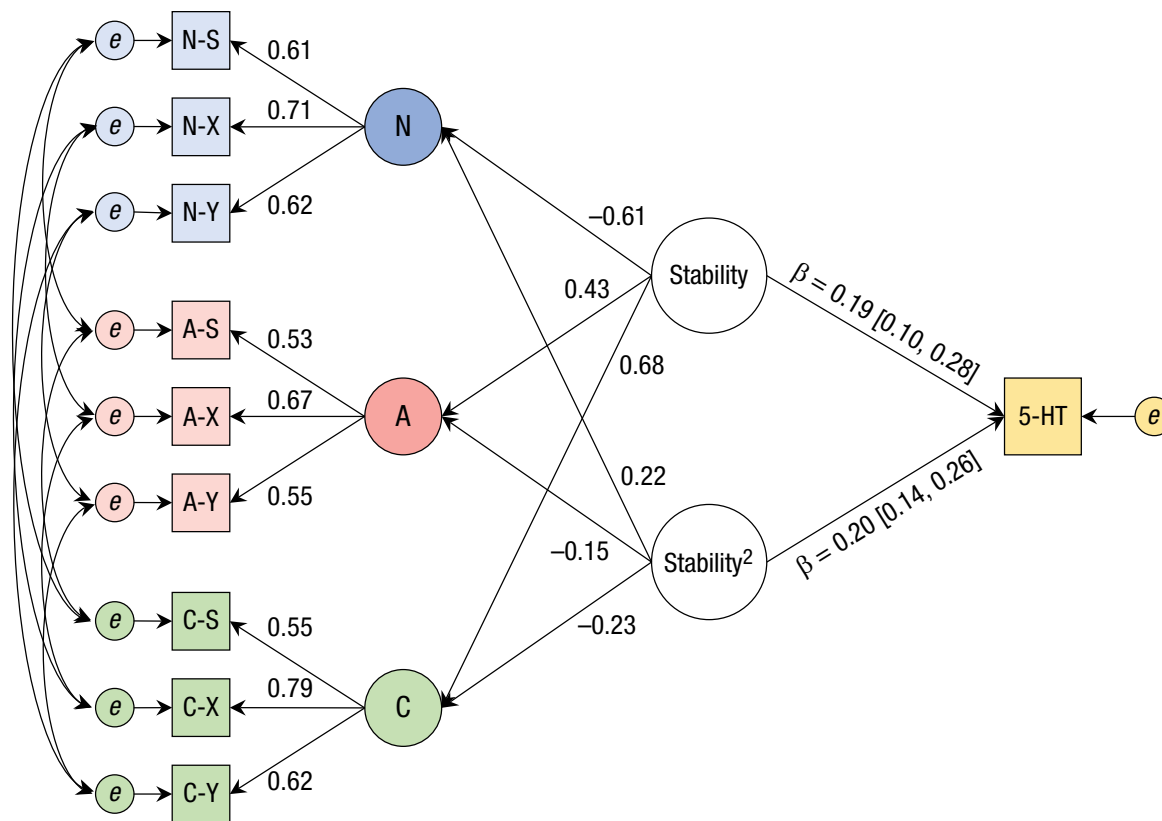 e N-S 0.61
e N-X 0.71 N
e N-Y 0.62
–0.61
Stability
β = 0.19 [0.10, 0.28]
0.43
e A-S 0.53
0.68
e A-X 0.67 A
5-HT e
e A-Y 0.55
0.22
–0.15
Stability²
β = 0.20 [0.14, 0.26]
–0.23
e C-S 0.55
e C-X 0.79 C
e C-Y 0.62